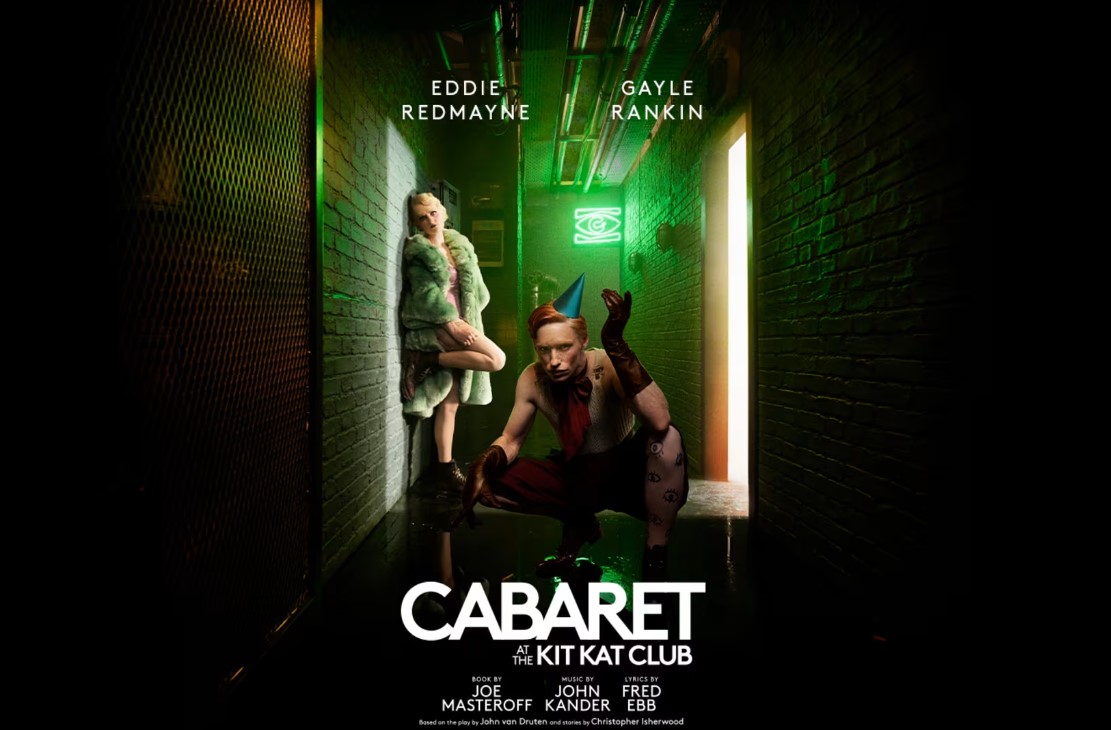 EDDIE REDMAYNE
GAYLE RANKIN
CABARET
AT THE KIT KAT CLUB
BOOK BY
JOE MASTEROFF
MUSIC BY
JOHN KANDER
LYRICS BY
FRED EBB
Based on the play by John van Druten and stories by Christopher Isherwood